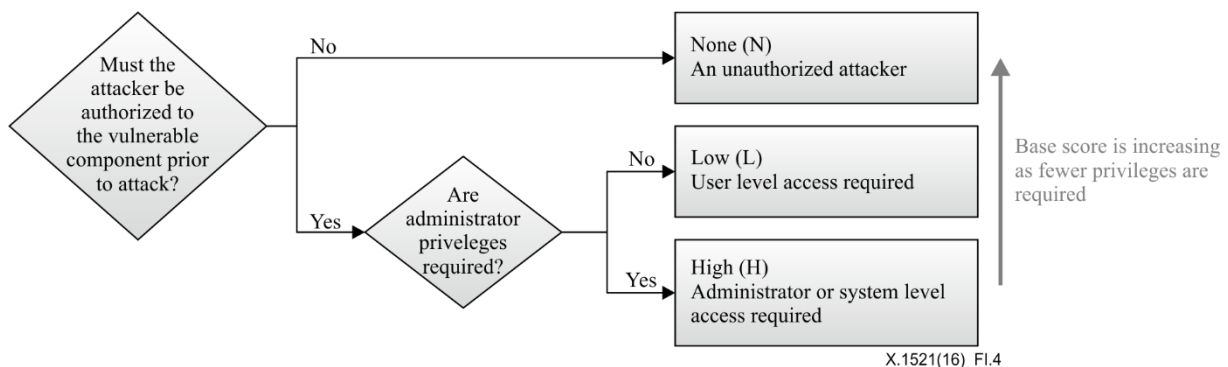 Must the
attacker be
authorized to
the vulnerable
component prior
to attack?
No
Yes
Are
administrator
priveleges
required?
No
Yes
None (N)
An unauthorized attacker
Low (L)
User level access required
High (H)
Administrator or system level
access required
Base score is increasing
as fewer privileges are
required
X.1521(16) FI.4